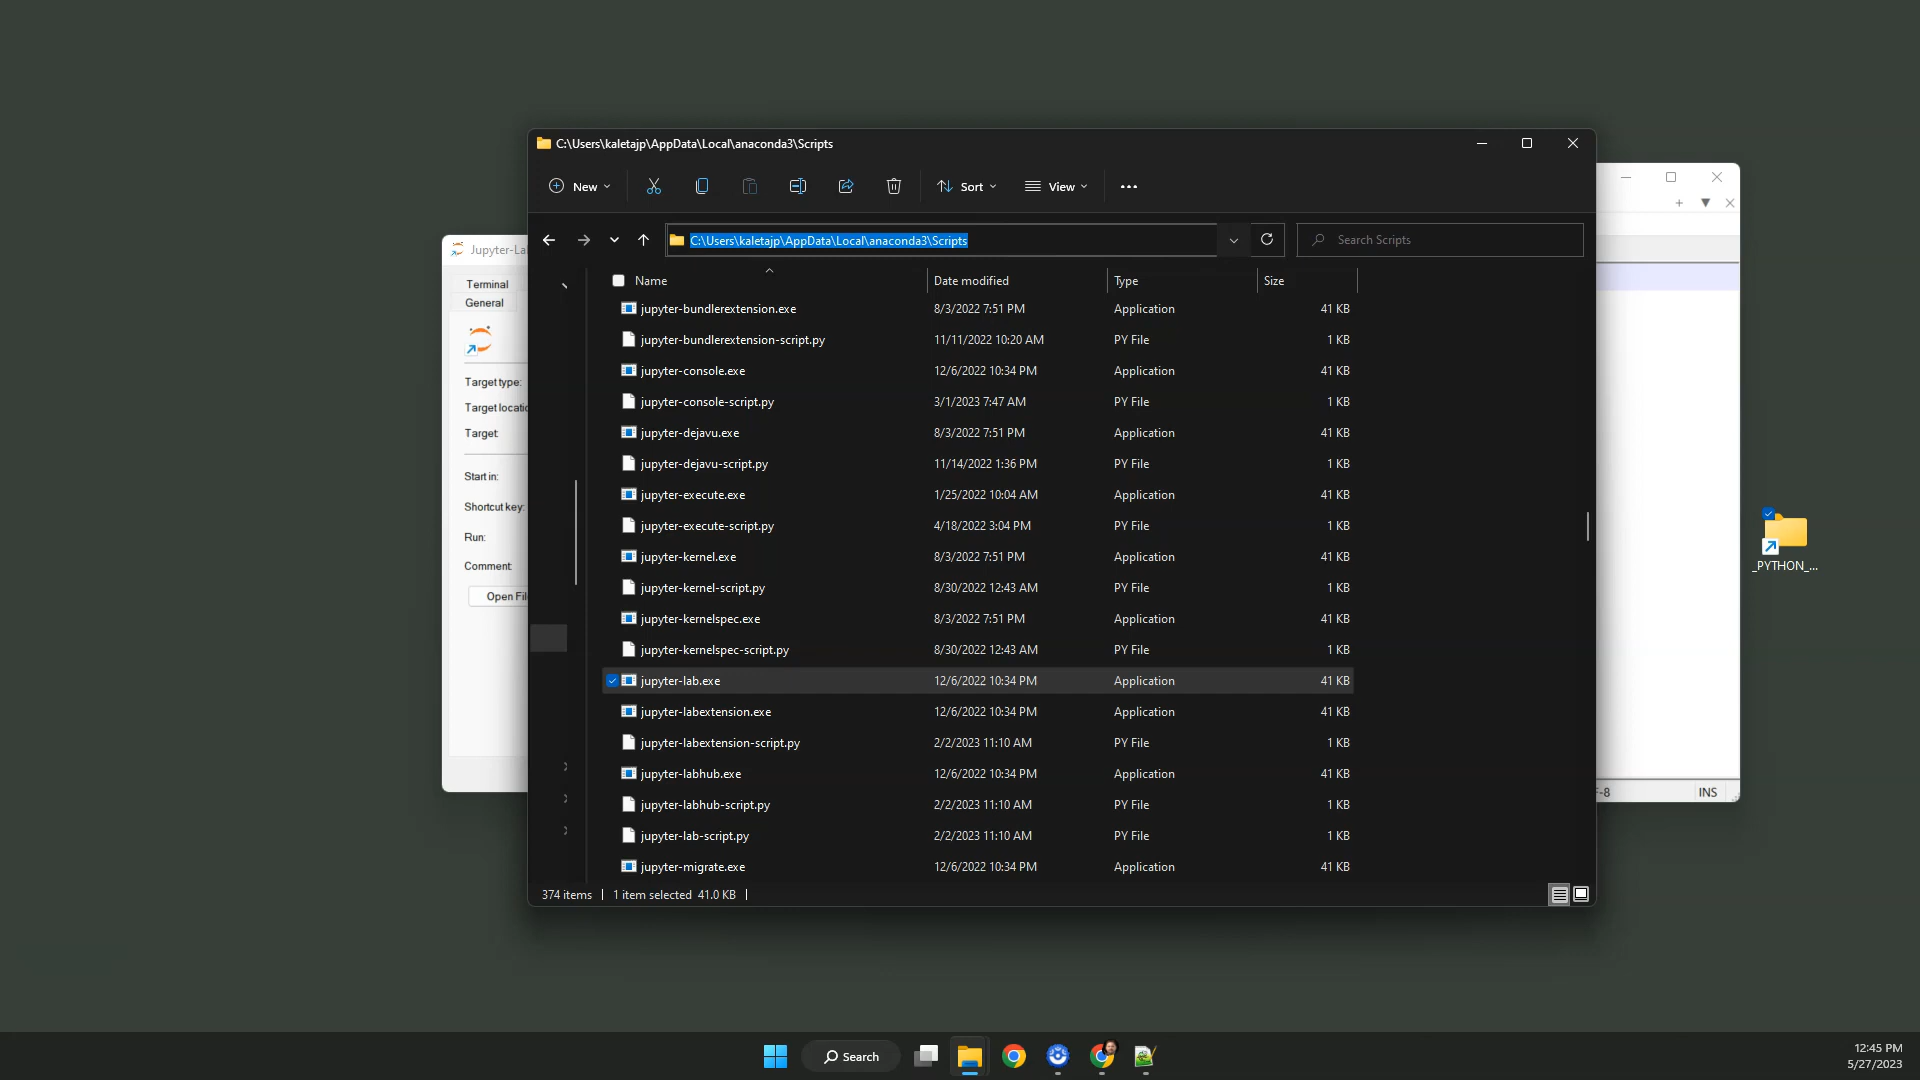 C:\Users\kaletajp\AppData\Local\anaconda3\Scripts
New
Sort
View
C:\Users\kaletajp\AppData\Local\anaconda3\Scripts
Search Scripts
Name Date modified Type Size
jupyter-bundlerextension.exe 8/3/2022 7:51 PM Application 41 KB
jupyter-bundlerextension-script.py 11/11/2022 10:20 AM PY File 1 KB
jupyter-console.exe 12/6/2022 10:34 PM Application 41 KB
jupyter-console-script.py 3/1/2023 7:47 AM PY File 1 KB
jupyter-dejavu.exe 8/3/2022 7:51 PM Application 41 KB
jupyter-dejavu-script.py 11/14/2022 1:36 PM PY File 1 KB
jupyter-execute.exe 1/25/2022 10:04 AM Application 41 KB
jupyter-execute-script.py 4/18/2022 3:04 PM PY File 1 KB
jupyter-kernel.exe 8/3/2022 7:51 PM Application 41 KB
jupyter-kernel-script.py 8/30/2022 12:43 AM PY File 1 KB
jupyter-kernelspec.exe 8/3/2022 7:51 PM Application 41 KB
jupyter-kernelspec-script.py 8/30/2022 12:43 AM PY File 1 KB
jupyter-lab.exe 12/6/2022 10:34 PM Application 41 KB
jupyter-labextension.exe 12/6/2022 10:34 PM Application 41 KB
jupyter-labextension-script.py 2/2/2023 11:10 AM PY File 1 KB
jupyter-labhub.exe 12/6/2022 10:34 PM Application 41 KB
jupyter-labhub-script.py 2/2/2023 11:10 AM PY File 1 KB
jupyter-lab-script.py 2/2/2023 11:10 AM PY File 1 KB
jupyter-migrate.exe 12/6/2022 10:34 PM Application 41 KB
374 items
1 item selected 41.0 KB
Jupyter-La
Terminal
General
Target type:
Target locatio
Target:
Start in:
Shortcut key:
Run:
Comment:
Open Fil
F-8
INS
_PYTHON_...
Search
12:45 PM
5/27/2023